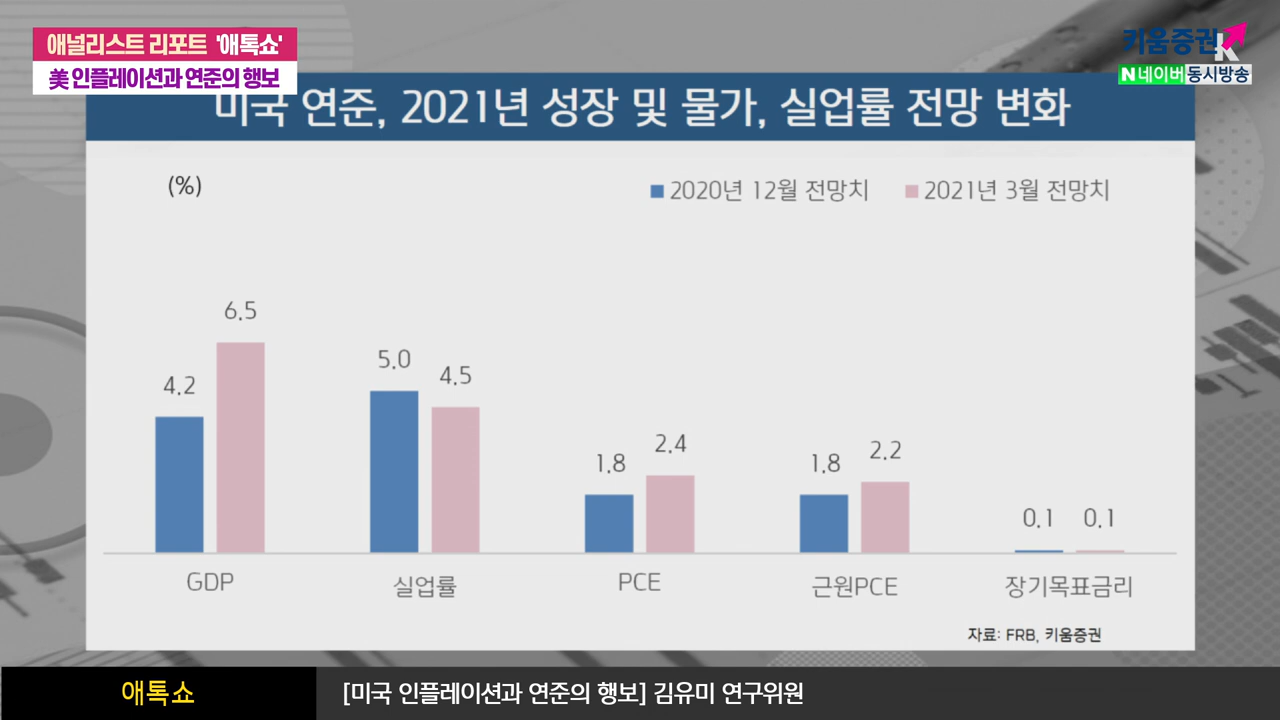 애널리스트 리포트 '애톡쇼'
美 인플레이션과 연준의 행보
키움증권
N 네이버 동시방송
미국 연준, 2021년 성장 및 물가, 실업률 전망 변화
(%)
2020년 12월 전망치
2021년 3월 전망치
4.2
6.5
5.0
4.5
1.8
2.4
1.8
2.2
0.1
0.1
GDP
실업률
PCE
근원PCE
장기목표금리
자료: FRB, 키움증권
애톡쇼
[미국 인플레이션과 연준의 행보] 김유미 연구위원